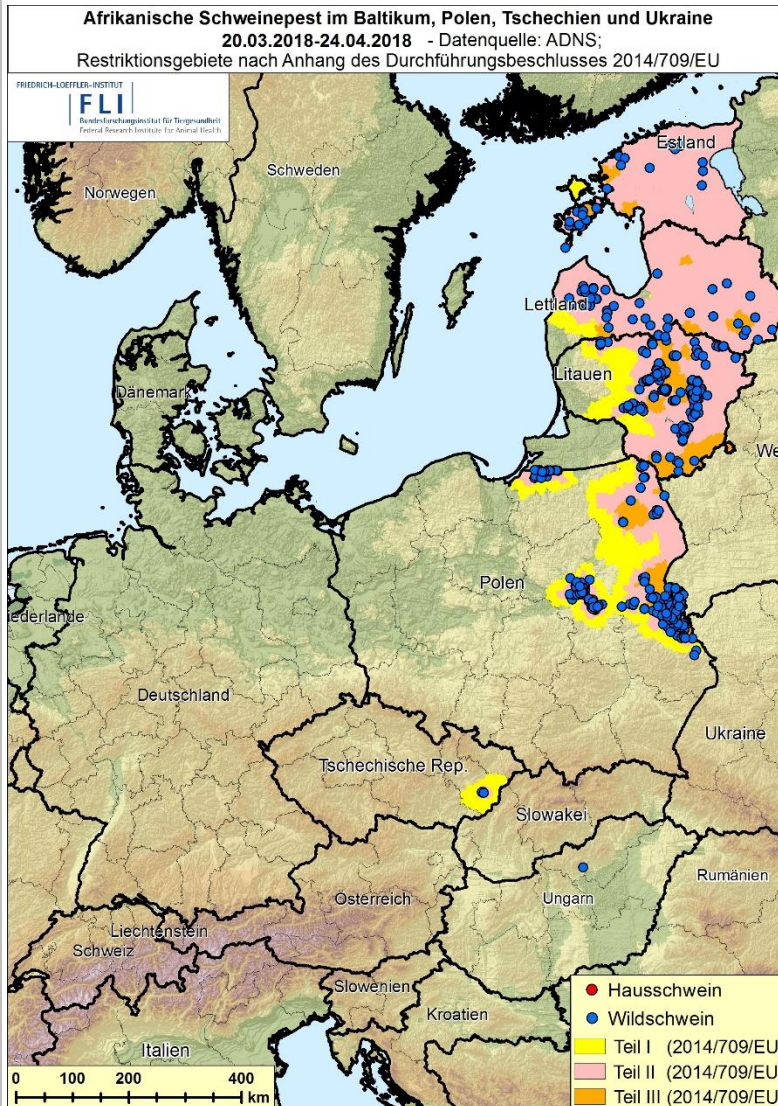 Afrikanische Schweinepest im Baltikum, Polen, Tschechien und Ukraine
20.03.2018-24.04.2018 - Datenquelle: ADNS;
Restriktionsgebiete nach Anhang des Durchführungsbeschlusses 2014/709/EU
FRIEDRICH-LOEFFLER-INSTITUT
FLI
Bundesforschungsinstitut für Tiergesundheit
Federal Research Institute for Animal Health
Estland
Schweden
Norwegen
Lettland
Litauen
Dänemark
We
Polen
iederlande
Deutschland
Ukraine
Tschechische Rep.
Slowakei
Rumänien
Österreich
Ungarn
Liechtenstein
Schweiz
Slowenien
Kroatien
Italien
Hausschwein
Wildschwein
Teil I (2014/709/EU
Teil II (2014/709/EU
Teil III (2014/709/EU
0 100 200 400
km